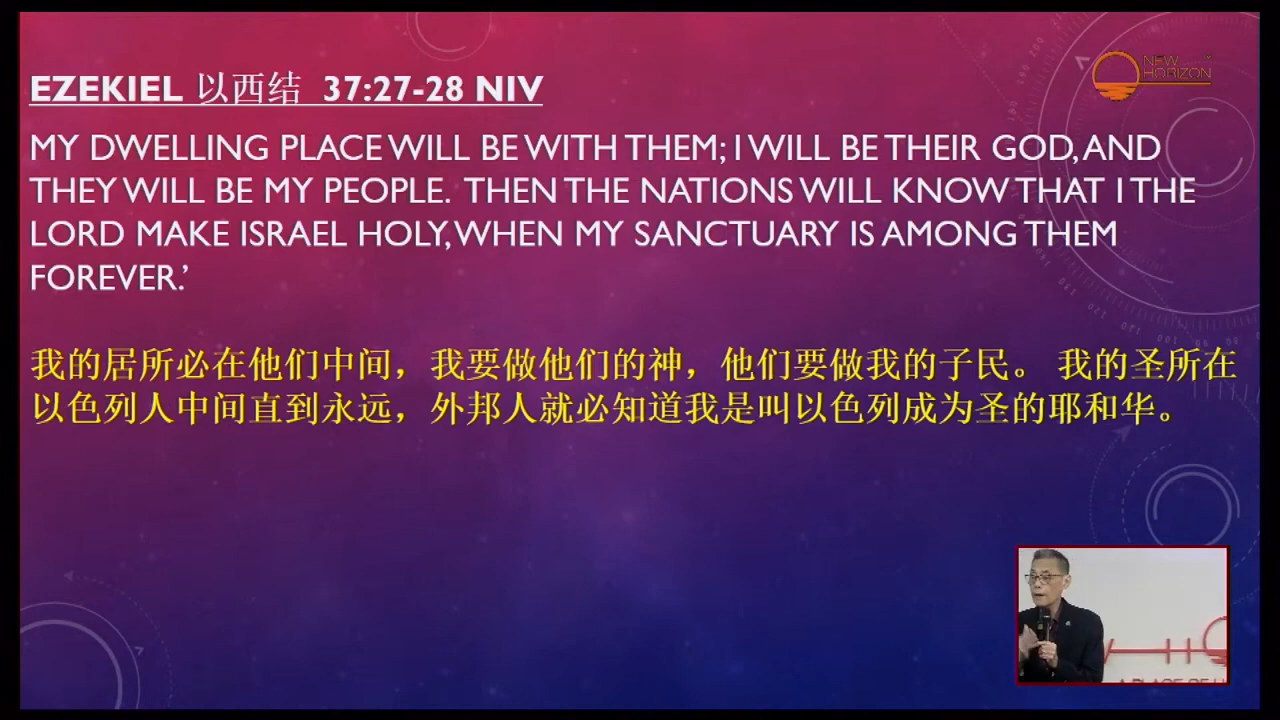 NEW
HORIZON
EZEKIEL 以西结 37:27-28 NIV
MY DWELLING PLACE WILL BE WITH THEM; I WILL BE THEIR GOD, AND
THEY WILL BE MY PEOPLE. THEN THE NATIONS WILL KNOW THAT I THE
LORD MAKE ISRAEL HOLY, WHEN MY SANCTUARY IS AMONG THEM
FOREVER.’
我的居所必在他们中间，我要做他们的神，他们要做我的子民。 我的圣所在
以色列人中间直到永远，外邦人就必知道我是叫以色列成为圣的耶和华。
A PLACE OF